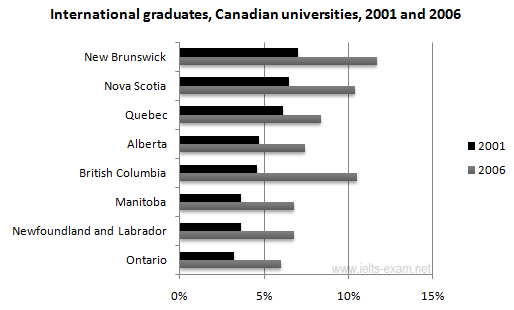 International graduates, Canadian universities, 2001 and 2006
New Brunswick
Nova Scotia
Quebec
Alberta
British Columbia
Manitoba
Newfoundland and Labrador
Ontario
2001
2006
www.ielts-exam.net
0%
5%
10%
15%